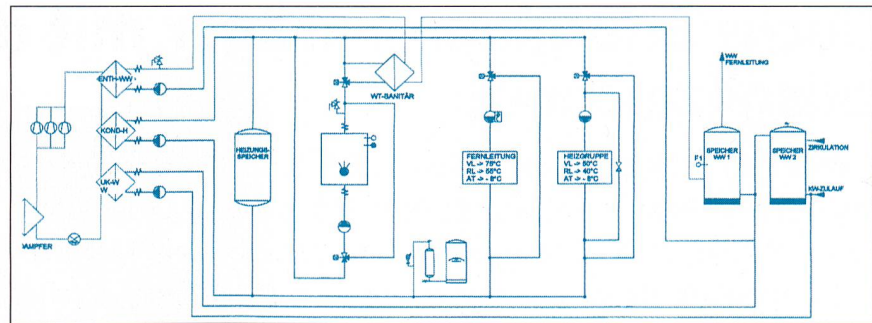 ENTH-WW
KOND-H
UK-W
W
VAMPFER
HEIZUNGS-
SPEICHER
WT-SANITÄR
FERNLEITUNG
VL -> 75°C
RL -> 55°C
AT -> - 8°C
HEIZGRUPPE
VL -> 50°C
RL -> 40°C
AT -> - 8°C
WW
FERNLEITUNG
F1
SPEICHER
WW 1
SPEICHER
WW 2
ZIRKULATION
KW-ZULAUF